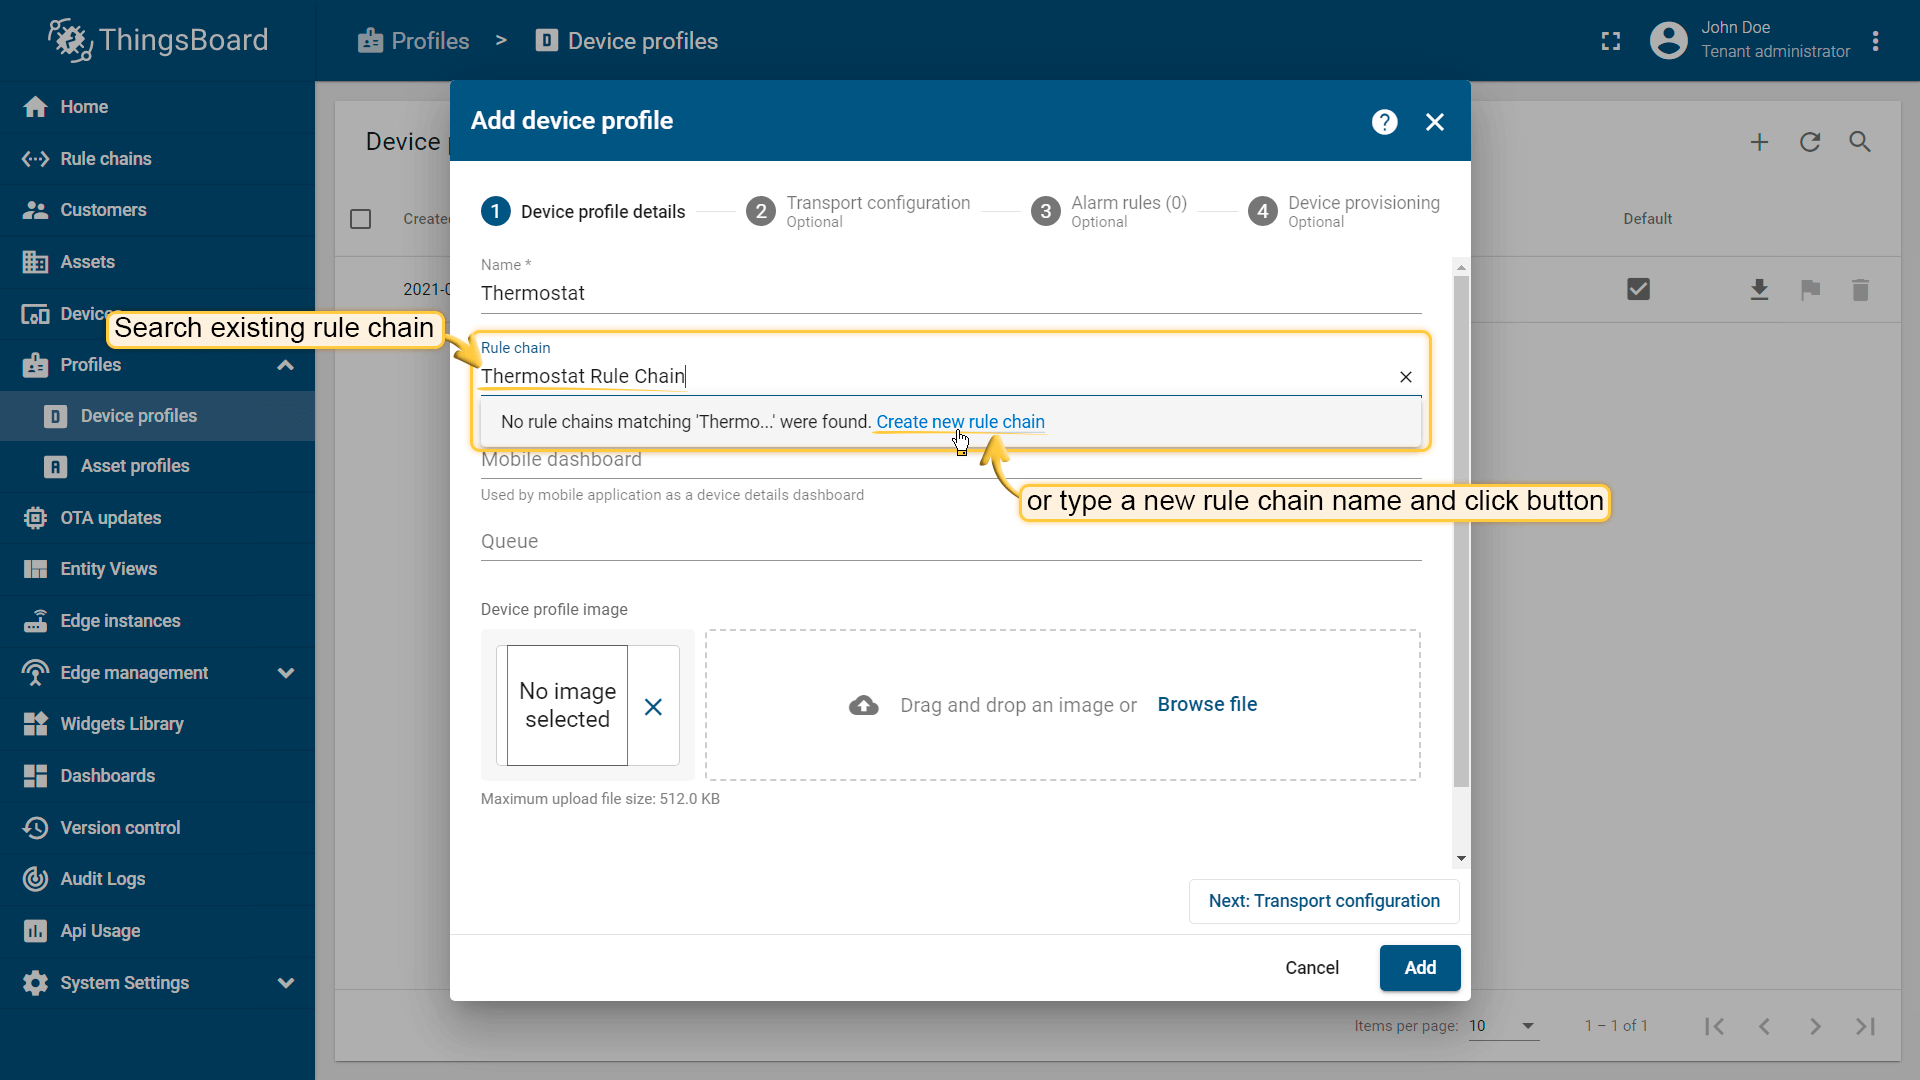 ThingsBoard
Profiles > Device profiles
John Doe
Tenant administrator
Home
Rule chains
Customers
Assets
Devic
Profiles
Device profiles
Asset profiles
OTA updates
Entity Views
Edge instances
Edge management
Widgets Library
Dashboards
Version control
Audit Logs
Api Usage
System Settings
Device
Create
Default
2021-0
Add device profile
?
1 Device profile details
2 Transport configuration
Optional
3 Alarm rules (0)
Optional
4 Device provisioning
Optional
Name *
Thermostat
Search existing rule chain
Rule chain
Thermostat Rule Chain
No rule chains matching 'Thermo...' were found. Create new rule chain
Mobile dashboard
Used by mobile application as a device details dashboard
or type a new rule chain name and click button
Queue
Device profile image
No image
selected
Drag and drop an image or Browse file
Maximum upload file size: 512.0 KB
Next: Transport configuration
Cancel
Add
Items per page: 10
1 – 1 of 1